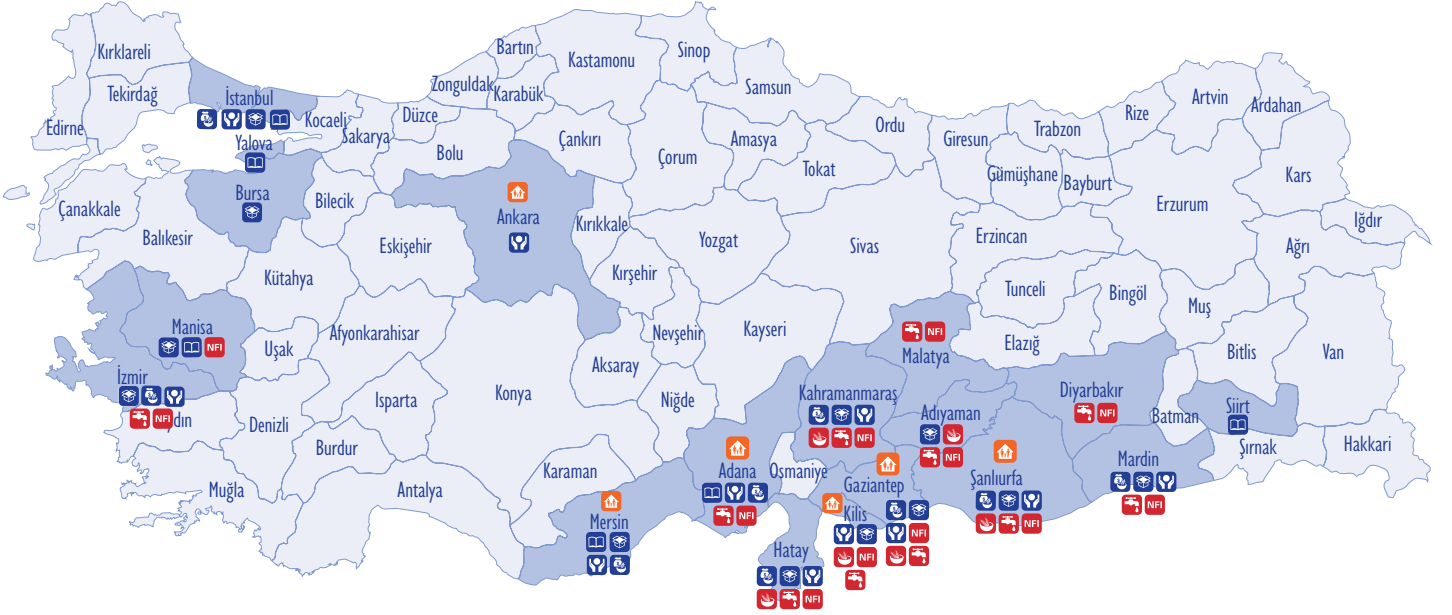 Kırklareli
Tekirdağ
Edirne
İstanbul
Kocaeli
Yalova
Sakarya
Düzce
Zonguldak
Bartın
Karabük
Kastamonu
Sinop
Samsun
Bolu
Çankırı
Çorum
Amasya
Tokat
Ordu
Giresun
Trabzon
Rize
Artvin
Ardahan
Gümüşhane
Bayburt
Erzurum
Kars
Iğdır
Ağrı
Çanakkale
Bursa
Bilecik
Balıkesir
Eskişehir
Ankara
Kırıkkale
Kırşehir
Yozgat
Sivas
Erzincan
Tunceli
Bingöl
Muş
Kütahya
Manisa
NFI
Uşak
Afyonkarahisar
Konya
Aksaray
Nevşehir
Kayseri
NFI
Malatya
Elazığ
Bitlis
Van
İzmir
NFI
ydın
Denizli
Isparta
Burdur
Muğla
Antalya
Karaman
Niğde
Mersin
Adana
NFI
Osmaniye
Kahramanmaraş
NFI
Adıyaman
NFI
Diyarbakır
NFI
Batman
Siirt
Şırnak
Hakkari
Mardin
NFI
Şanlıurfa
NFI
Gaziantep
NFI
Kilis
NFI
Hatay
NFI